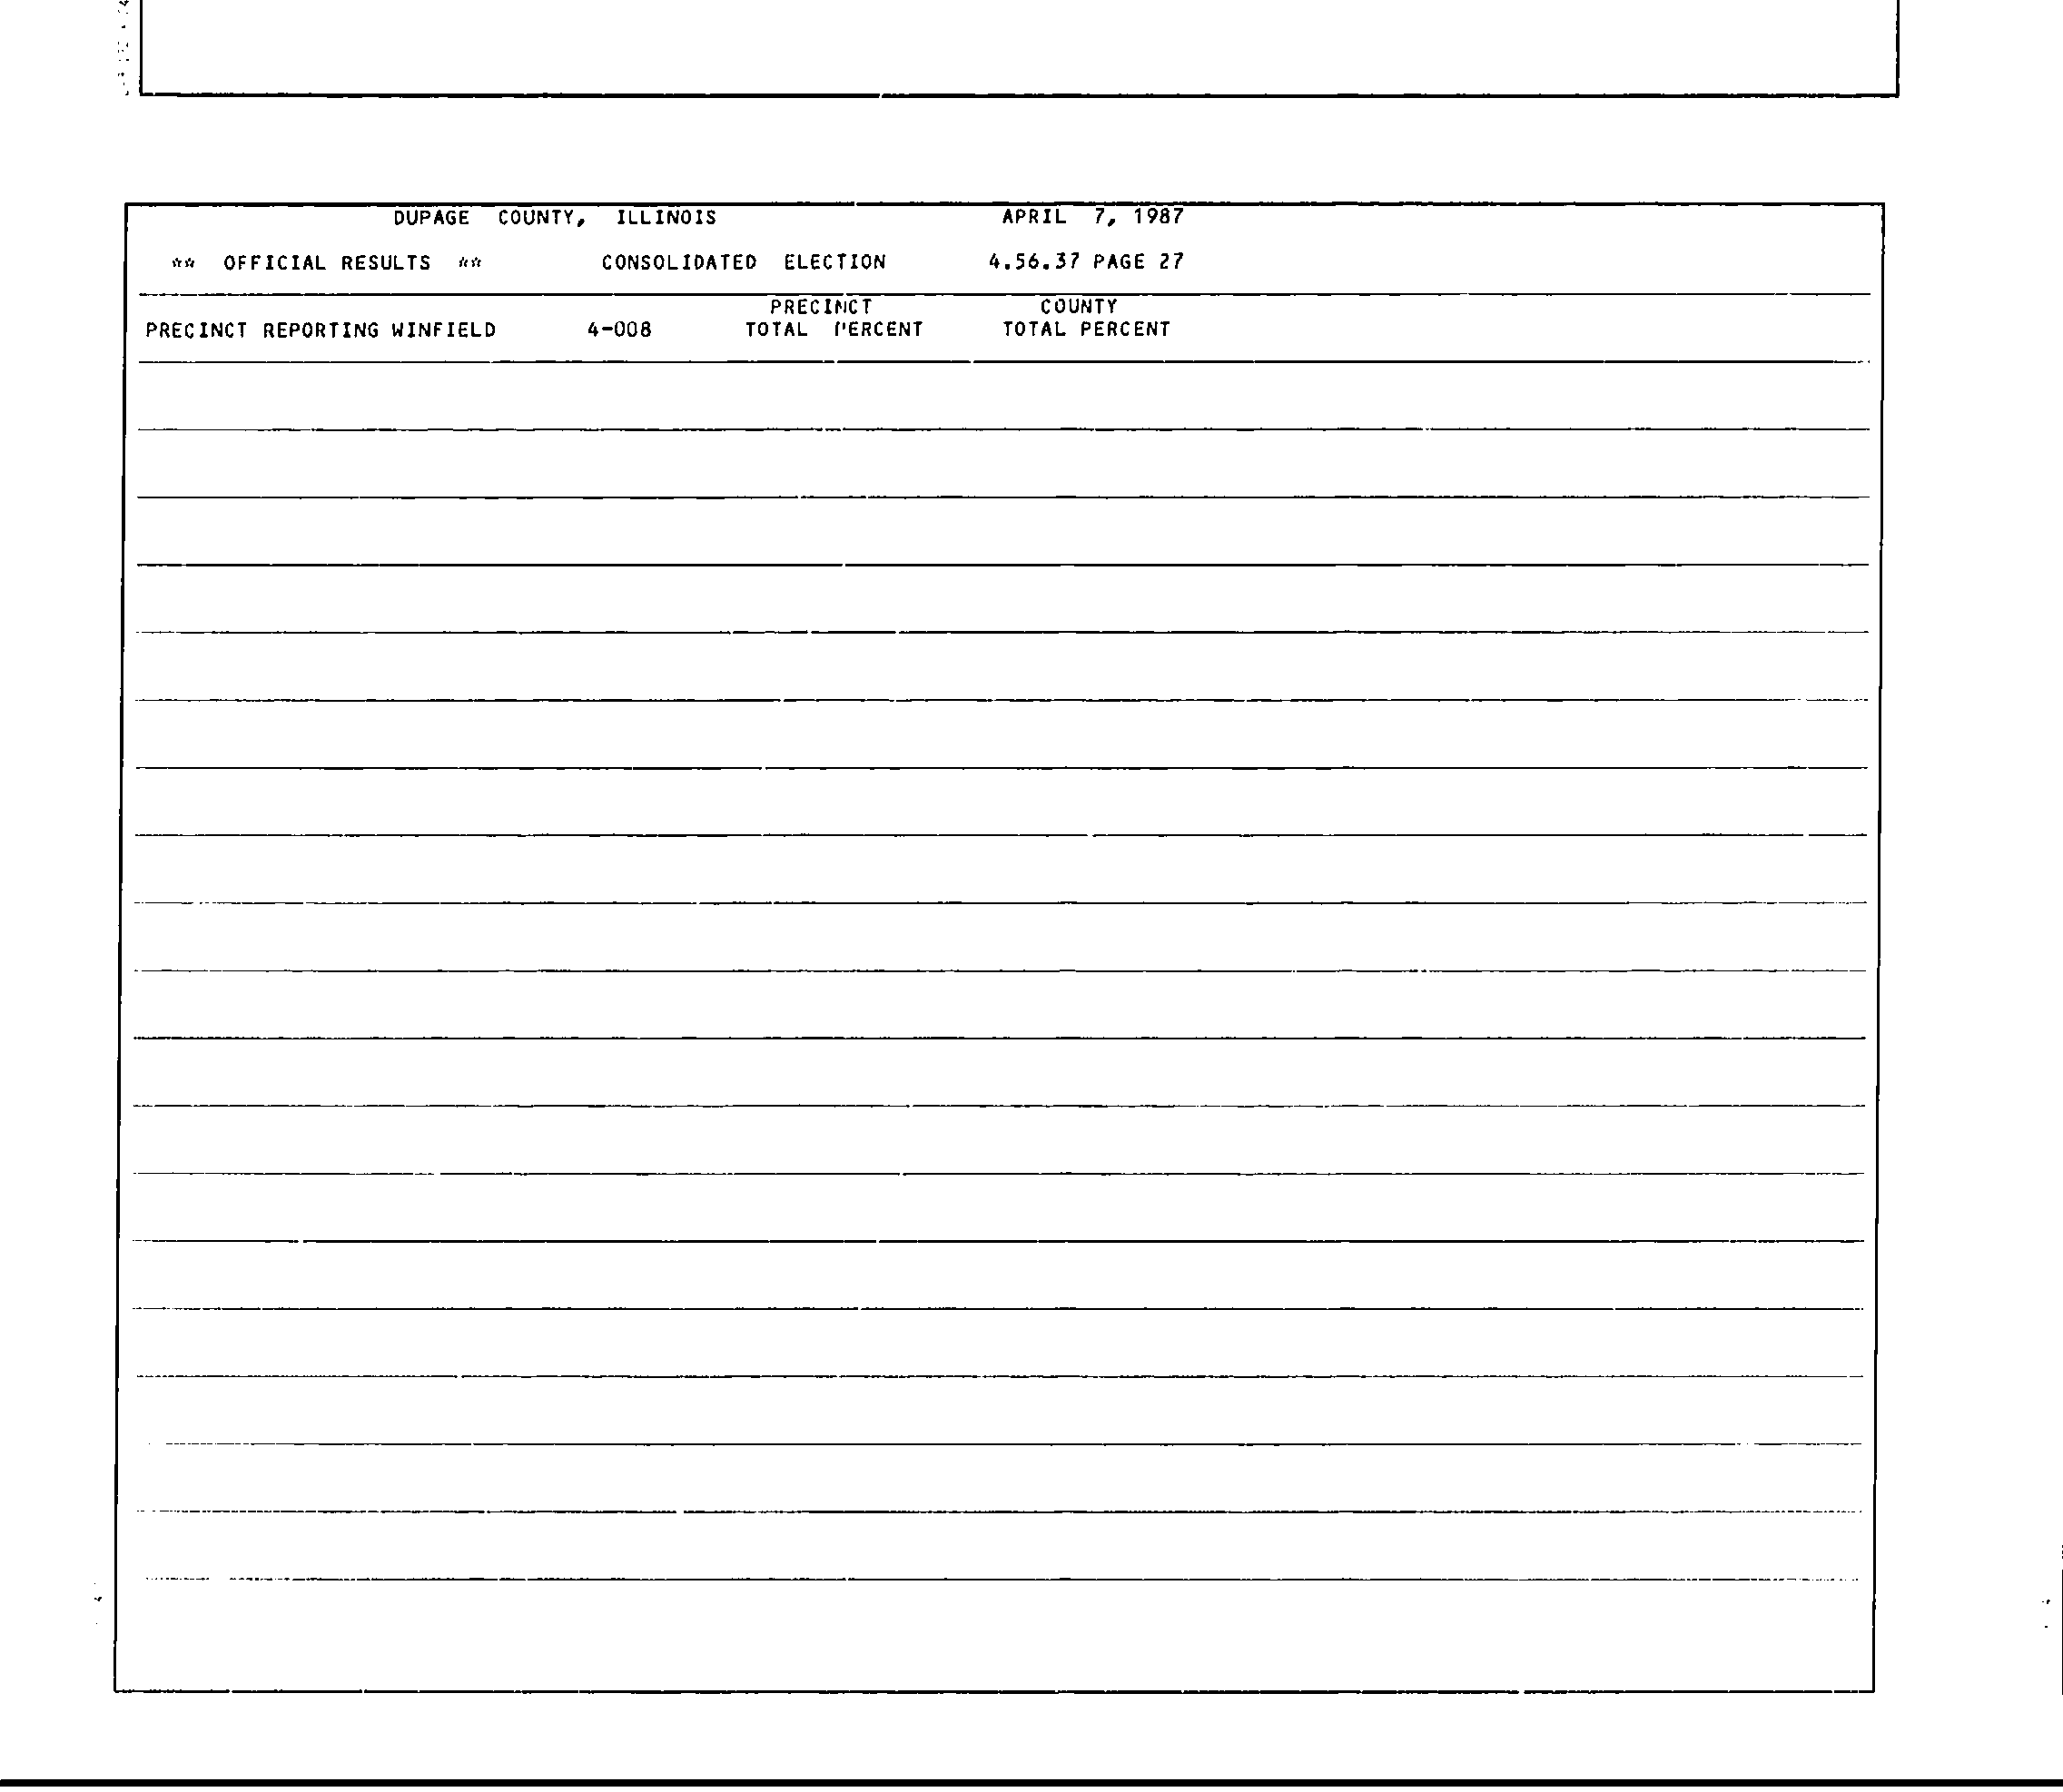 DUPAGE COUNTY, ILLINOIS APRIL 7, 1987
** OFFICIAL RESULTS ** CONSOLIDATED ELECTION 4.56.37 PAGE 27
PRECINCT COUNTY
PRECINCT REPORTING WINFIELD 4-008 TOTAL PERCENT TOTAL PERCENT